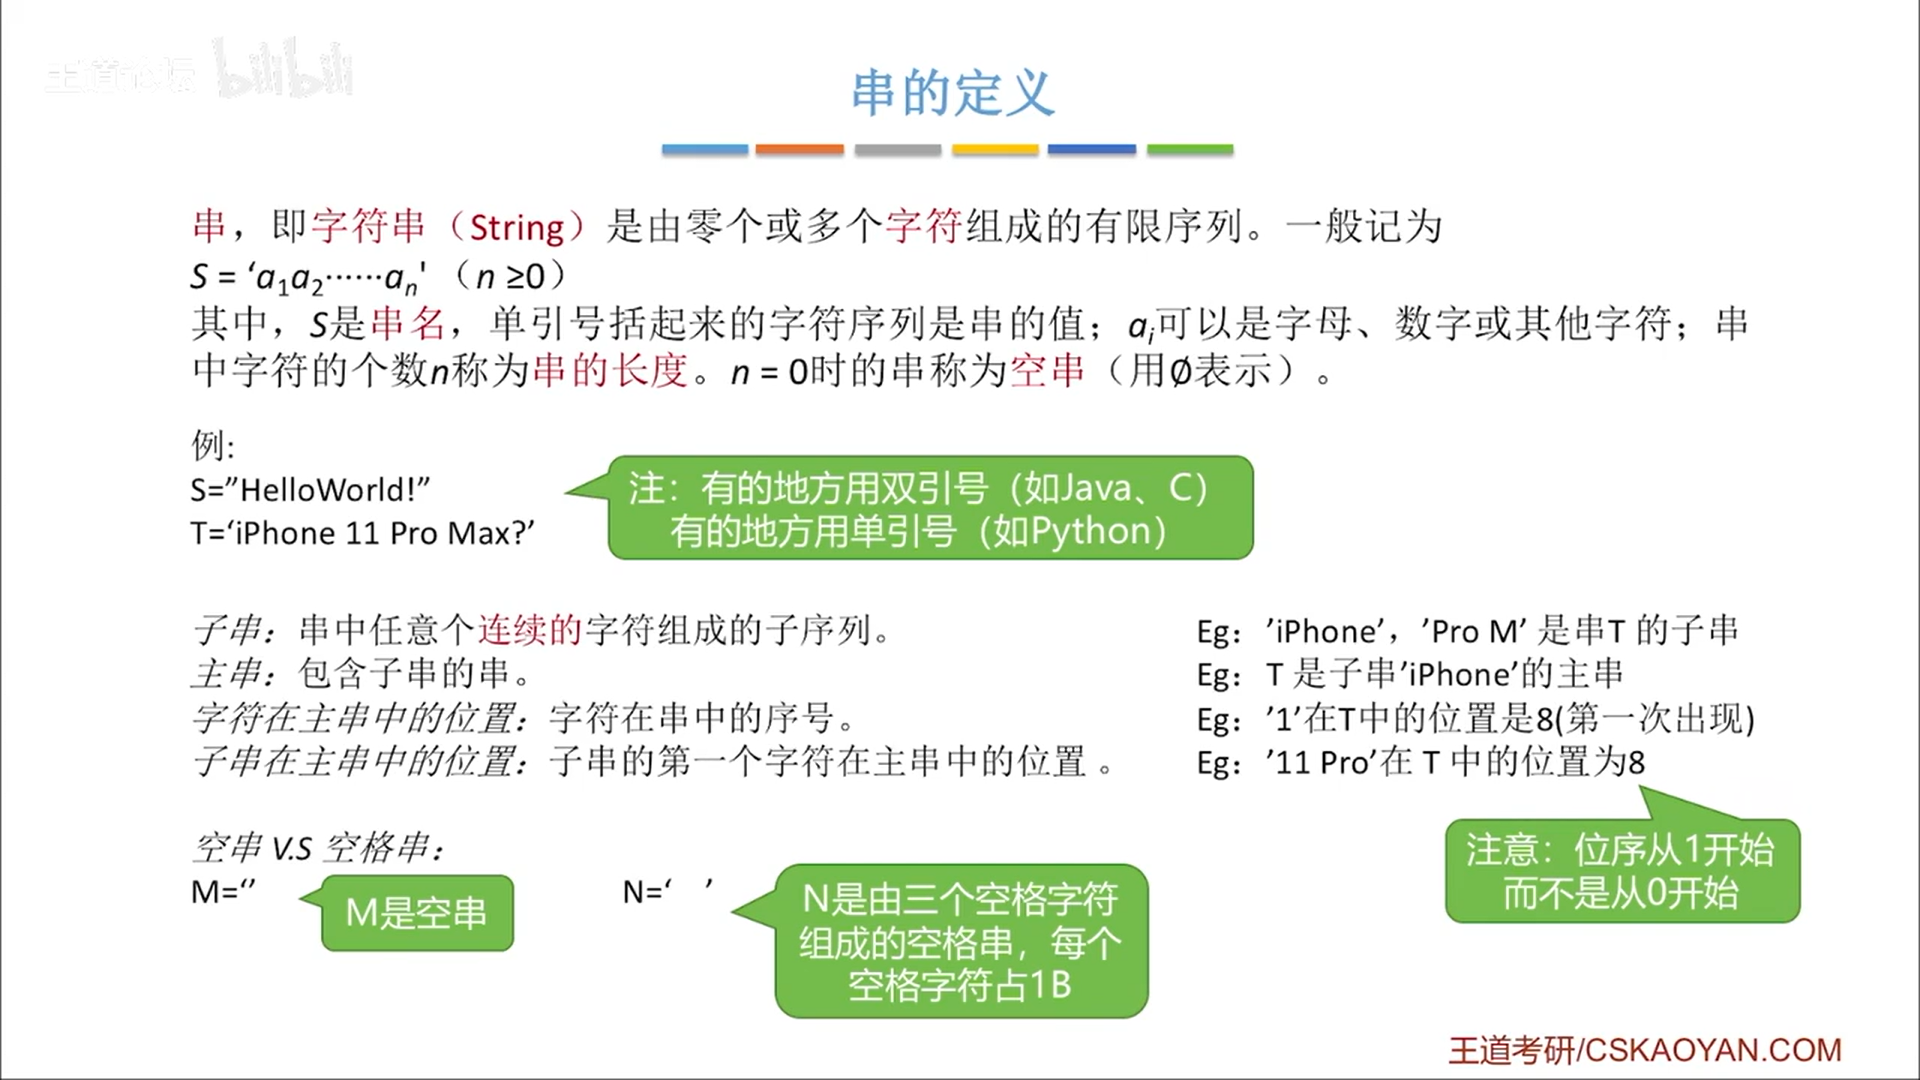 王道论坛 bilibili
串的定义
串，即字符串（String）是由零个或多个字符组成的有限序列。一般记为
S = ‘a₁a₂······aₙ' （n ≥0）
其中，S是串名，单引号括起来的字符序列是串的值；aᵢ可以是字母、数字或其他字符；串
中字符的个数n称为串的长度。n = 0时的串称为空串（用∅表示）。
例:
S=”HelloWorld!”
T=‘iPhone 11 Pro Max?’
注：有的地方用双引号（如Java、C）
有的地方用单引号（如Python）
子串：串中任意个连续的字符组成的子序列。
Eg：’iPhone’，’Pro M’ 是串T 的子串
主串：包含子串的串。
Eg：T 是子串’iPhone’的主串
字符在主串中的位置：字符在串中的序号。
Eg：’1’在T中的位置是8(第一次出现)
子串在主串中的位置：子串的第一个字符在主串中的位置 。
Eg：’11 Pro’在 T 中的位置为8
注意：位序从1开始
而不是从0开始
空串 V.S 空格串：
M=‘’
M是空串
N=‘   ’
N是由三个空格字符
组成的空格串，每个
空格字符占1B
王道考研/CSKAOYAN.COM